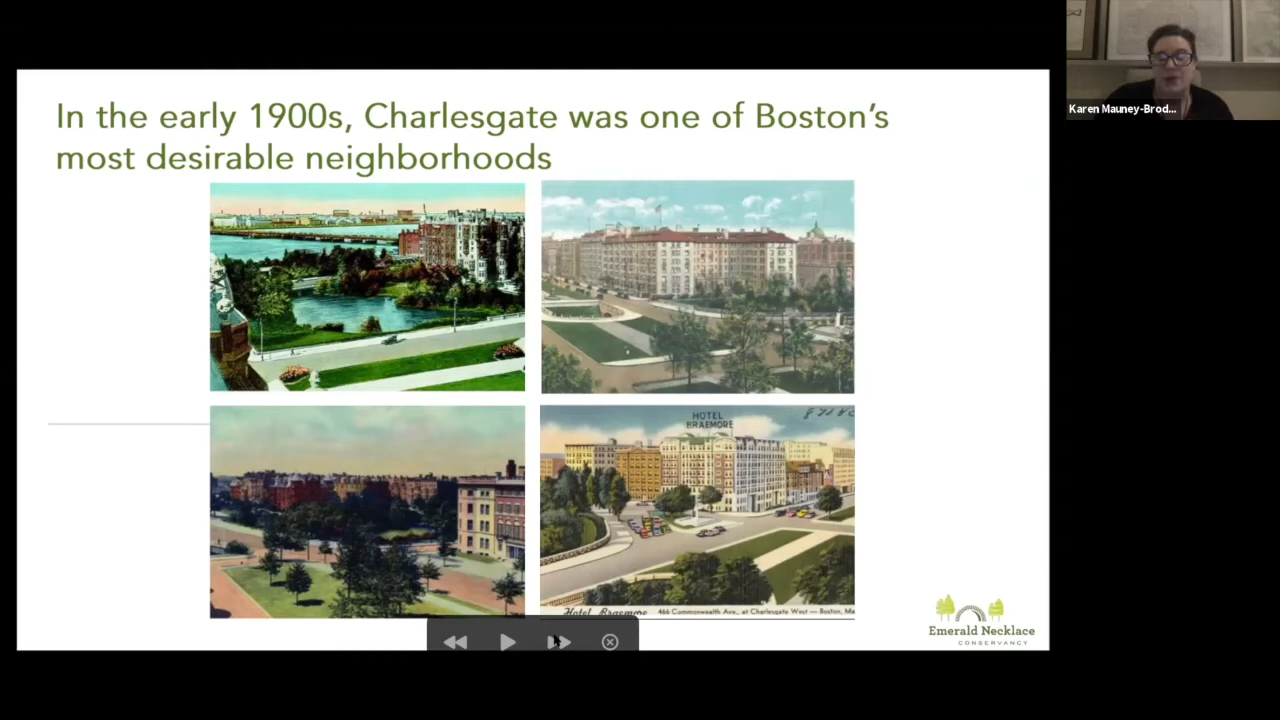 In the early 1900s, Charlesgate was one of Boston's
most desirable neighborhoods
Karen Mauney-Brod...
HOTEL
BRAEMORE
Hotel Braemore 466 Commonwealth Ave., at Charlesgate West — Boston, Ma
Emerald Necklace
CONSERVANCY